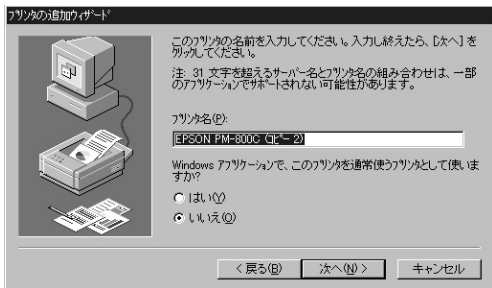 プリンタの追加ウィザード
このプリンタの名前を入力してください。入力し終えたら、[次へ] を
クリックしてください。
注: 31 文字を超えるサーバー名とプリンタ名の組み合わせは、一部
のアプリケーションでサポートされない可能性があります。
プリンタ名(P):
EPSON PM-800C (コピー 2)
Windows アプリケーションで、このプリンタを通常使うプリンタとして使いま
すか?
はい(Y)
いいえ(O)
< 戻る(B)
次へ(N) >
キャンセル